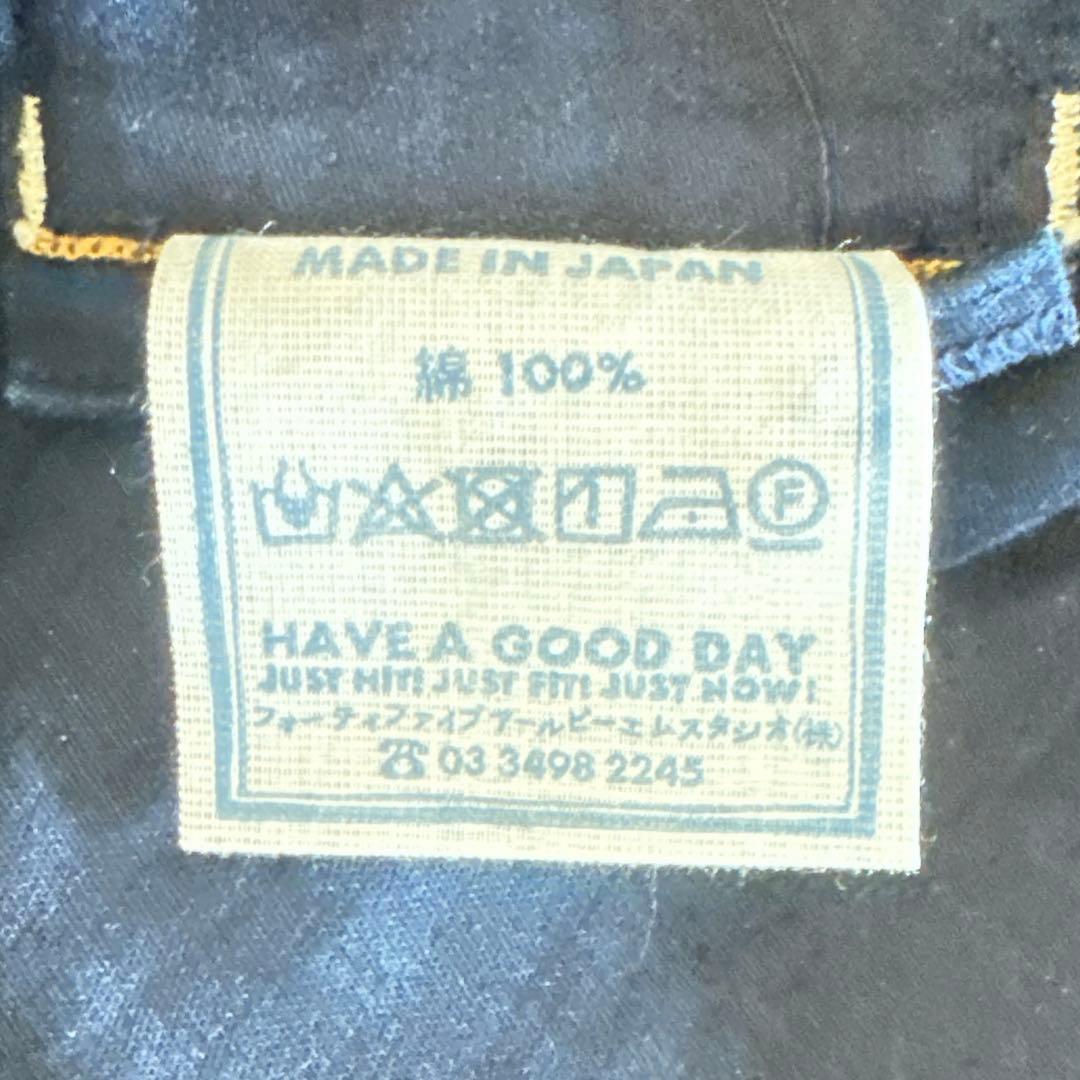 MADE IN JAPAN
綿 100%
F
HAVE A GOOD DAY
JUST HIT! JUST FIT! JUST NOW!
フォーティファイブアールピーエムスタジオ(株)
☎ 03 3498 2245